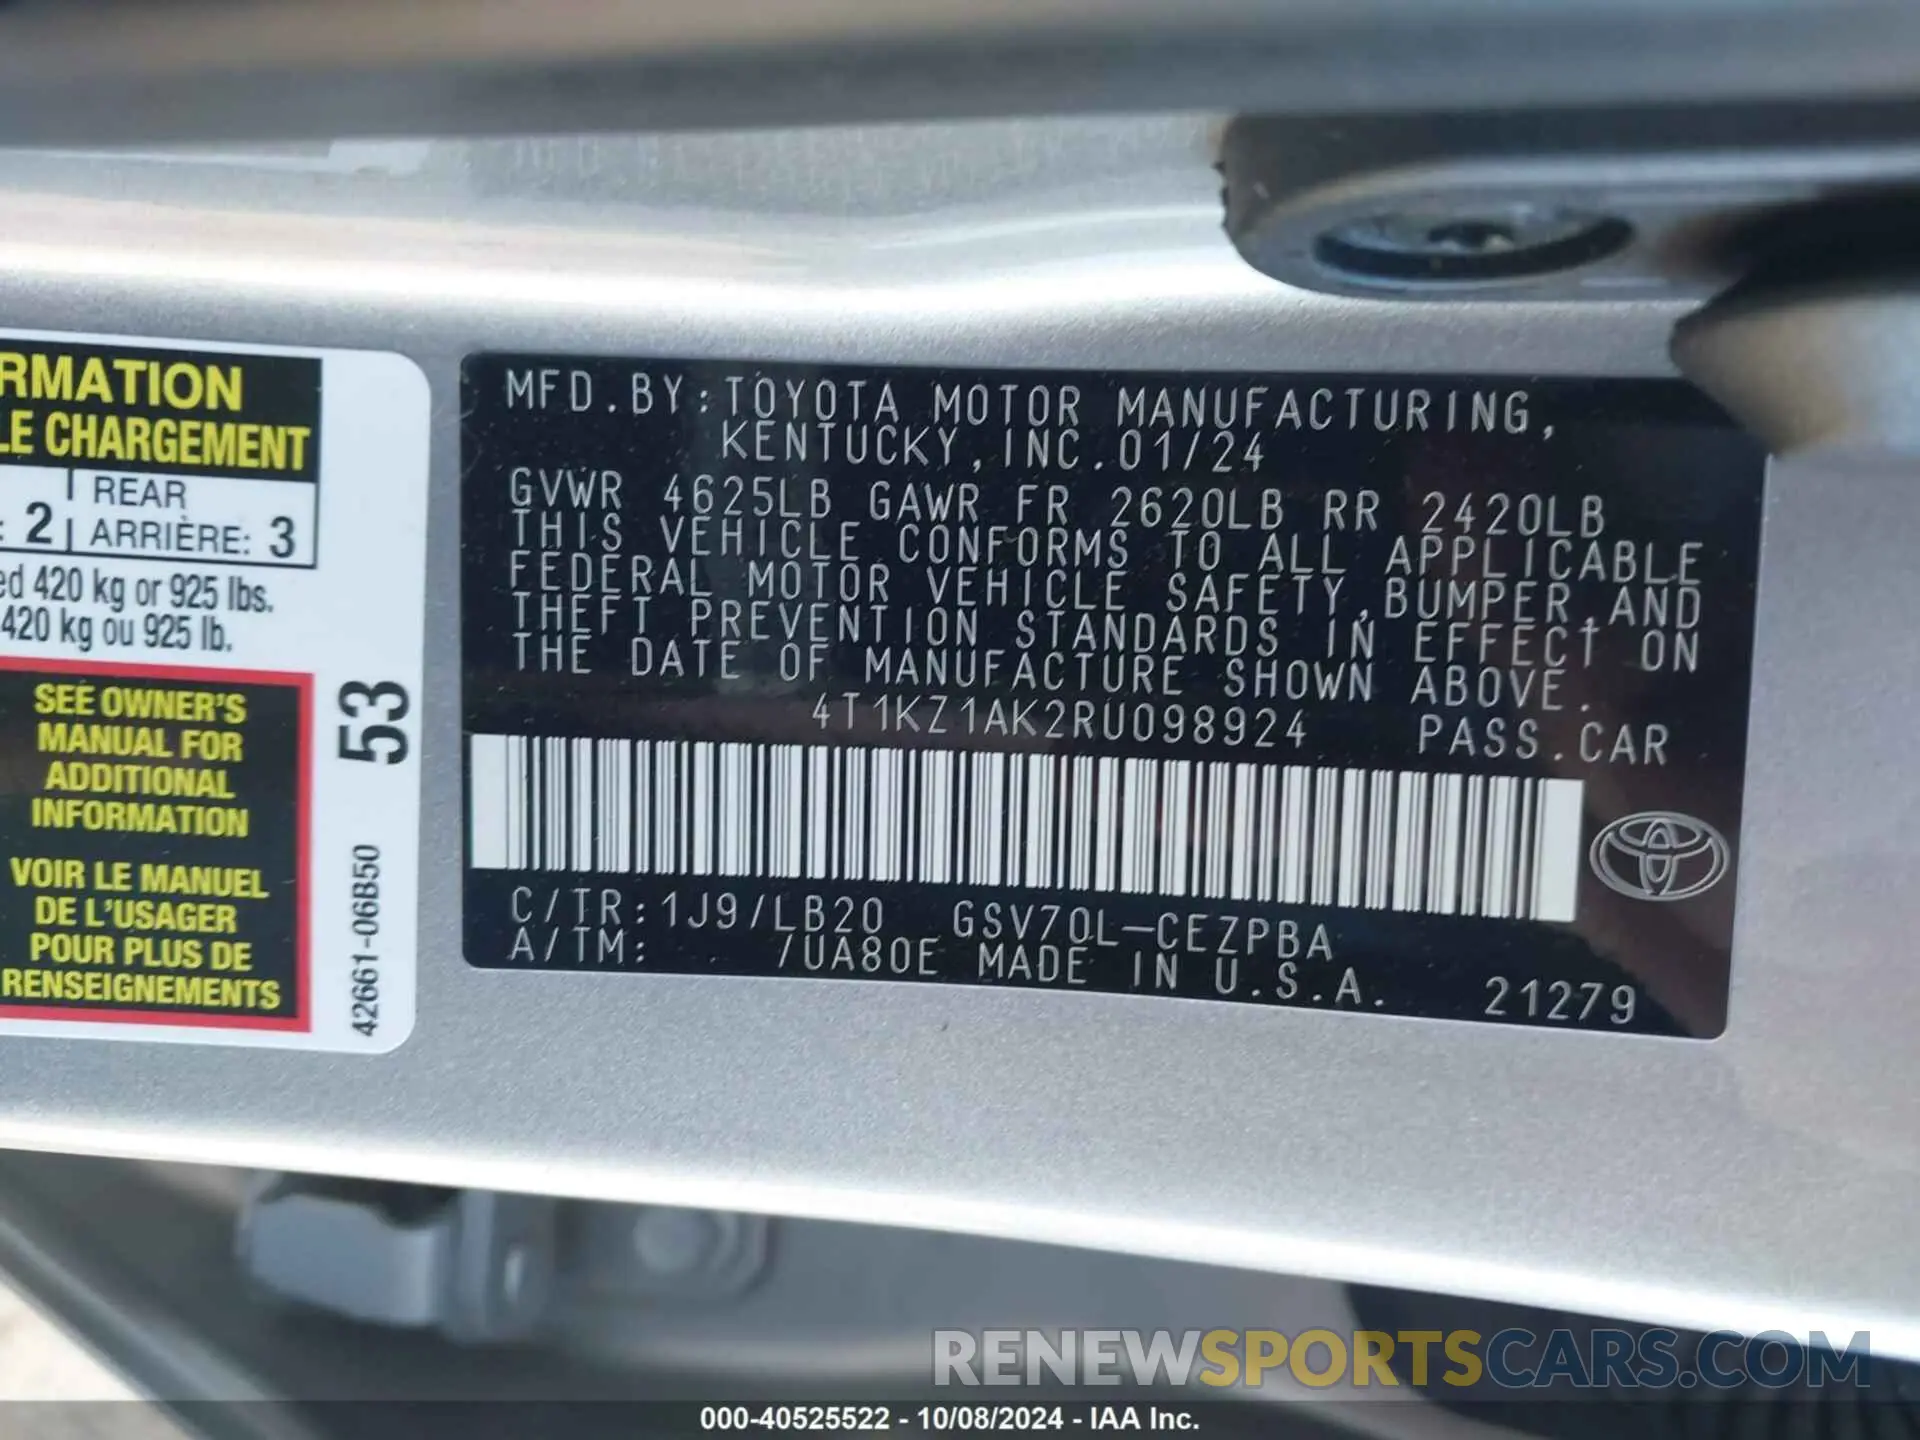 RMATION
LE CHARGEMENT
: 2 REAR
ARRIÈRE: 3
ed 420 kg or 925 lbs.
420 kg ou 925 lb.
SEE OWNER'S
MANUAL FOR
ADDITIONAL
INFORMATION
VOIR LE MANUEL
DE L'USAGER
POUR PLUS DE
RENSEIGNEMENTS
53
42661-06B50
MFD.BY:TOYOTA MOTOR MANUFACTURING,
KENTUCKY,INC.01/24
GVWR 4625LB GAWR FR 2620LB RR 2420LB
THIS VEHICLE CONFORMS TO ALL APPLICABLE
FEDERAL MOTOR VEHICLE SAFETY,BUMPER,AND
THEFT PREVENTION STANDARDS IN EFFECT ON
THE DATE OF MANUFACTURE SHOWN ABOVE.
4T1KZ1AK2RU098924 PASS.CAR
C/TR:1J9/LB20 GSV70L-CEZPBA
A/TM: /UA80E MADE IN U.S.A. 21279
RENEWSPORTSCARS.COM
000-40525522 - 10/08/2024 - IAA Inc.